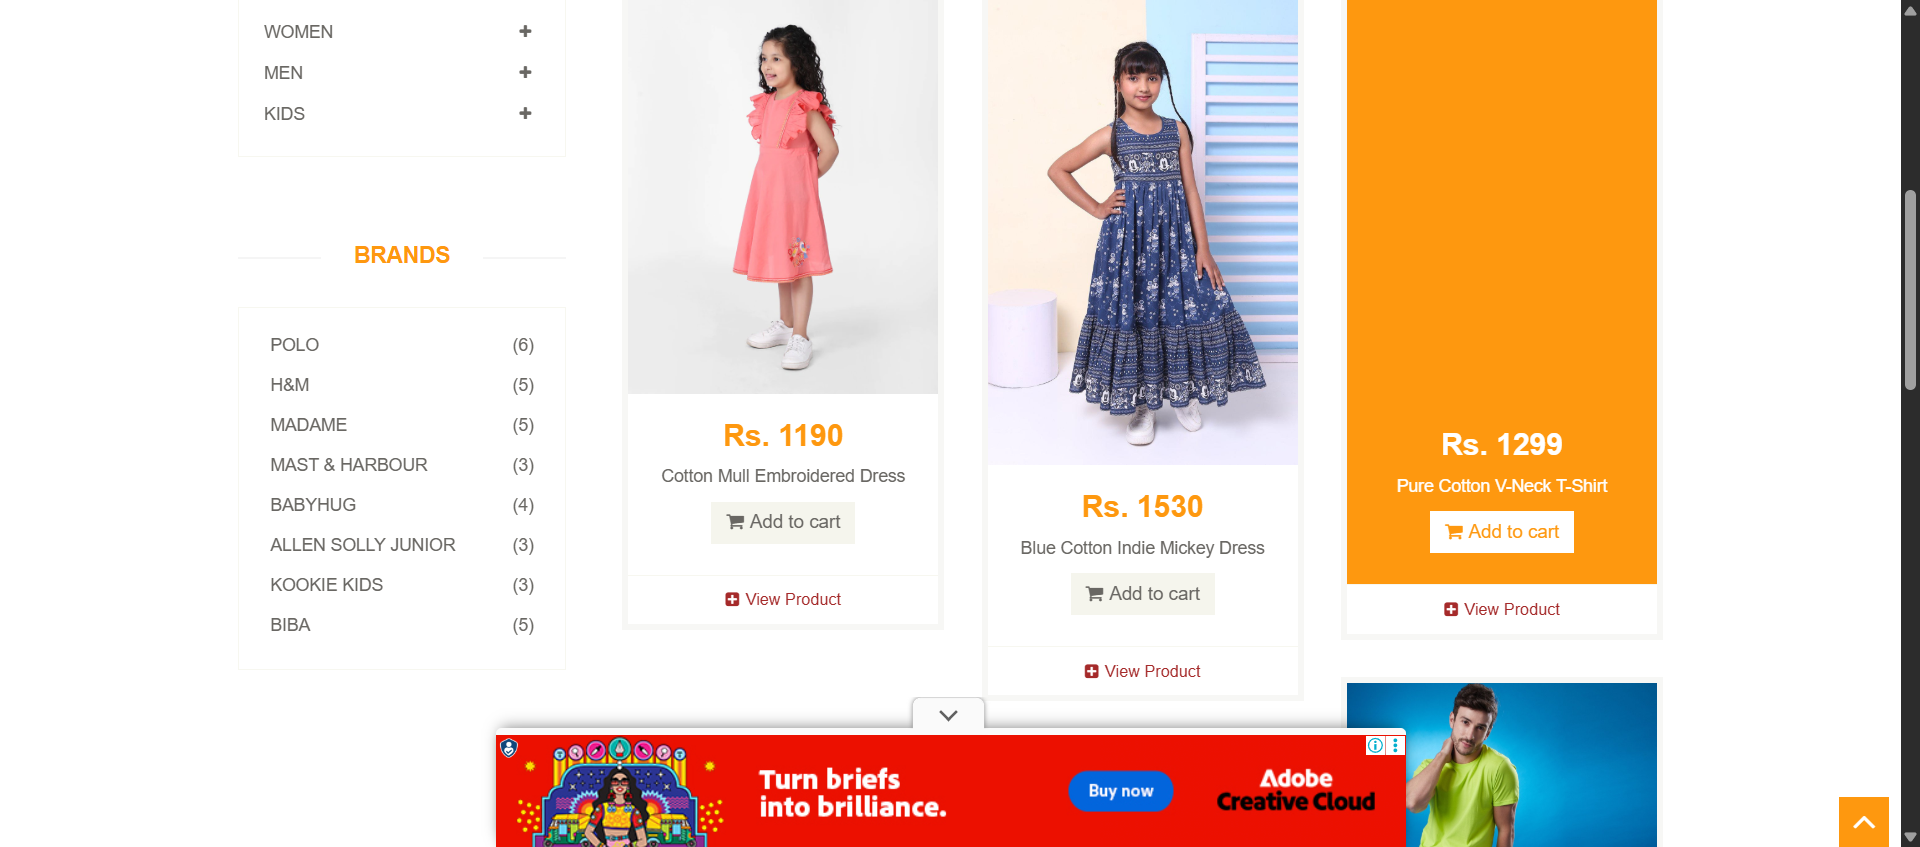 WOMEN
MEN
KIDS
BRANDS
POLO (6)
H&M (5)
MADAME (5)
MAST & HARBOUR (3)
BABYHUG (4)
ALLEN SOLLY JUNIOR (3)
KOOKIE KIDS (3)
BIBA (5)
Rs. 1190
Cotton Mull Embroidered Dress
Add to cart
View Product
Rs. 1530
Blue Cotton Indie Mickey Dress
Add to cart
View Product
Rs. 1299
Pure Cotton V-Neck T-Shirt
Add to cart
View Product
Turn briefs
into brilliance.
Buy now
Adobe
Creative Cloud